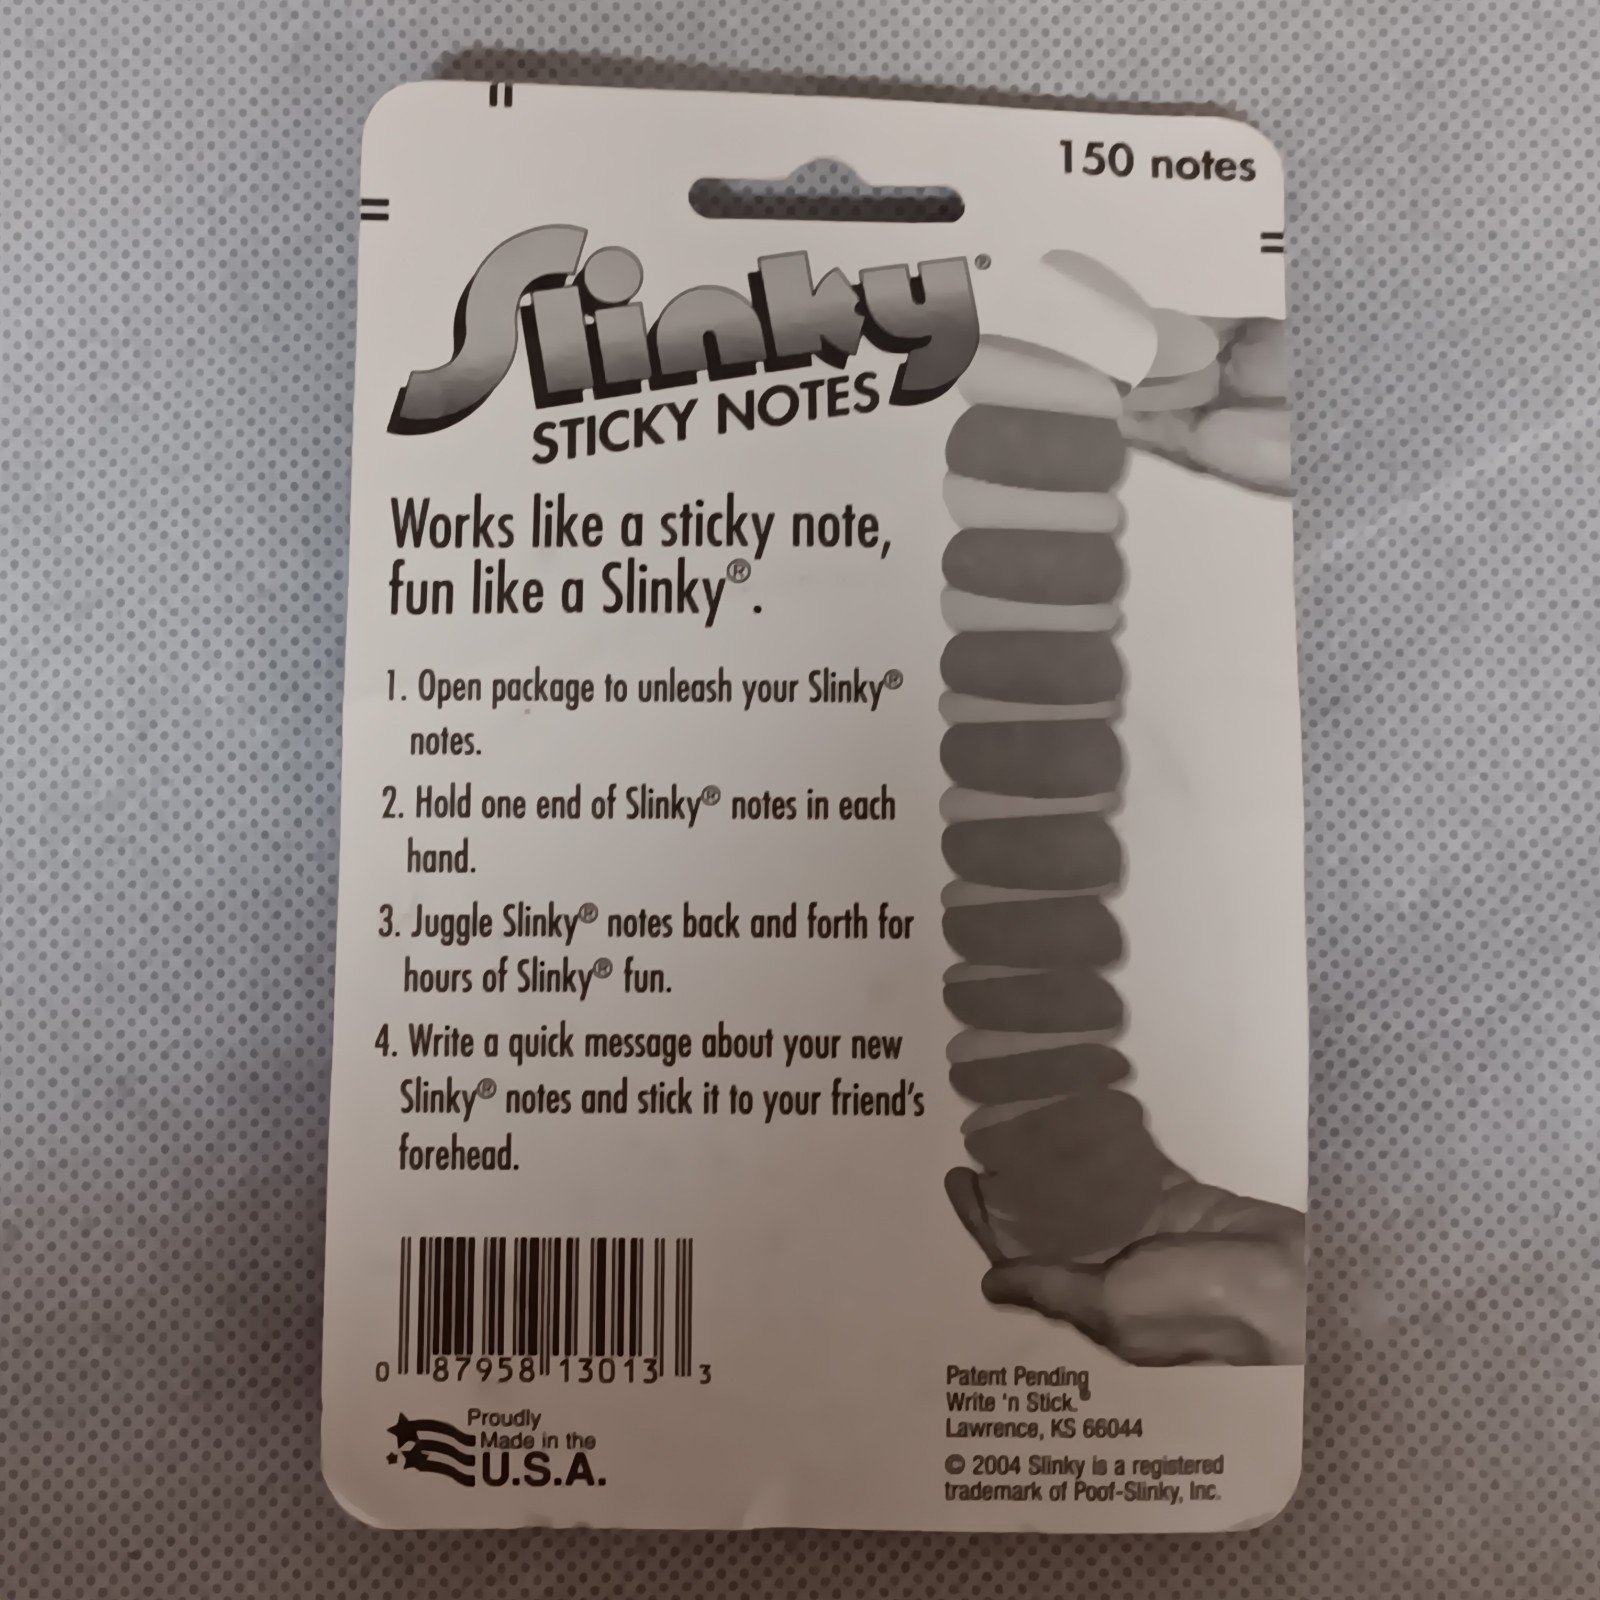 150 notes
Slinky®
STICKY NOTES
Works like a sticky note,
fun like a Slinky®.
1. Open package to unleash your Slinky®
notes.
2. Hold one end of Slinky® notes in each
hand.
3. Juggle Slinky® notes back and forth for
hours of Slinky® fun.
4. Write a quick message about your new
Slinky® notes and stick it to your friend's
forehead.
0 87958 13013 3
Proudly
Made in the
U.S.A.
Patent Pending
Write 'n Stick®
Lawrence, KS 66044
© 2004 Slinky is a registered
trademark of Poof-Slinky, Inc.